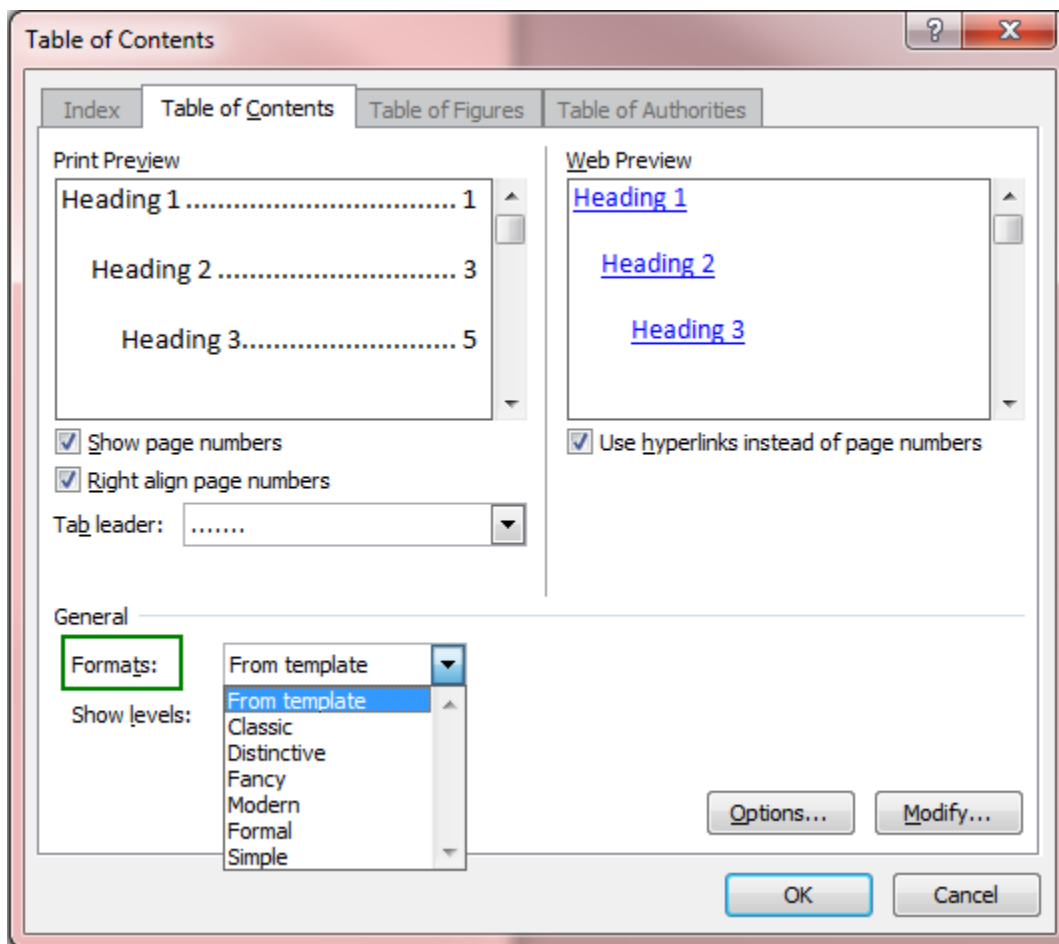 Table of Contents
Index Table of Contents Table of Figures Table of Authorities
Print Preview
Heading 1.................................. 1
Heading 2.............................. 3
Heading 3........................... 5
Show page numbers
Right align page numbers
Tab leader: .......
Web Preview
Heading 1
Heading 2
Heading 3
Use hyperlinks instead of page numbers
General
Formats: From template
Show levels:
From template
Classic
Distinctive
Fancy
Modern
Formal
Simple
Options... Modify...
OK Cancel